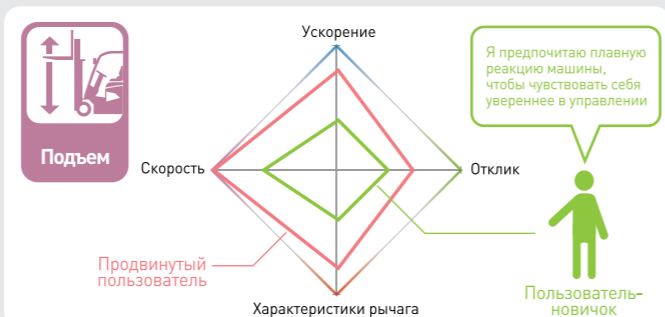 Ускорение
Я предпочитаю плавную
реакцию машины,
чтобы чувствовать себя
увереннее в управлении
Подъем
Скорость
Отклик
Продвинутый
пользователь
Характеристики рычага
Пользователь-
новичок